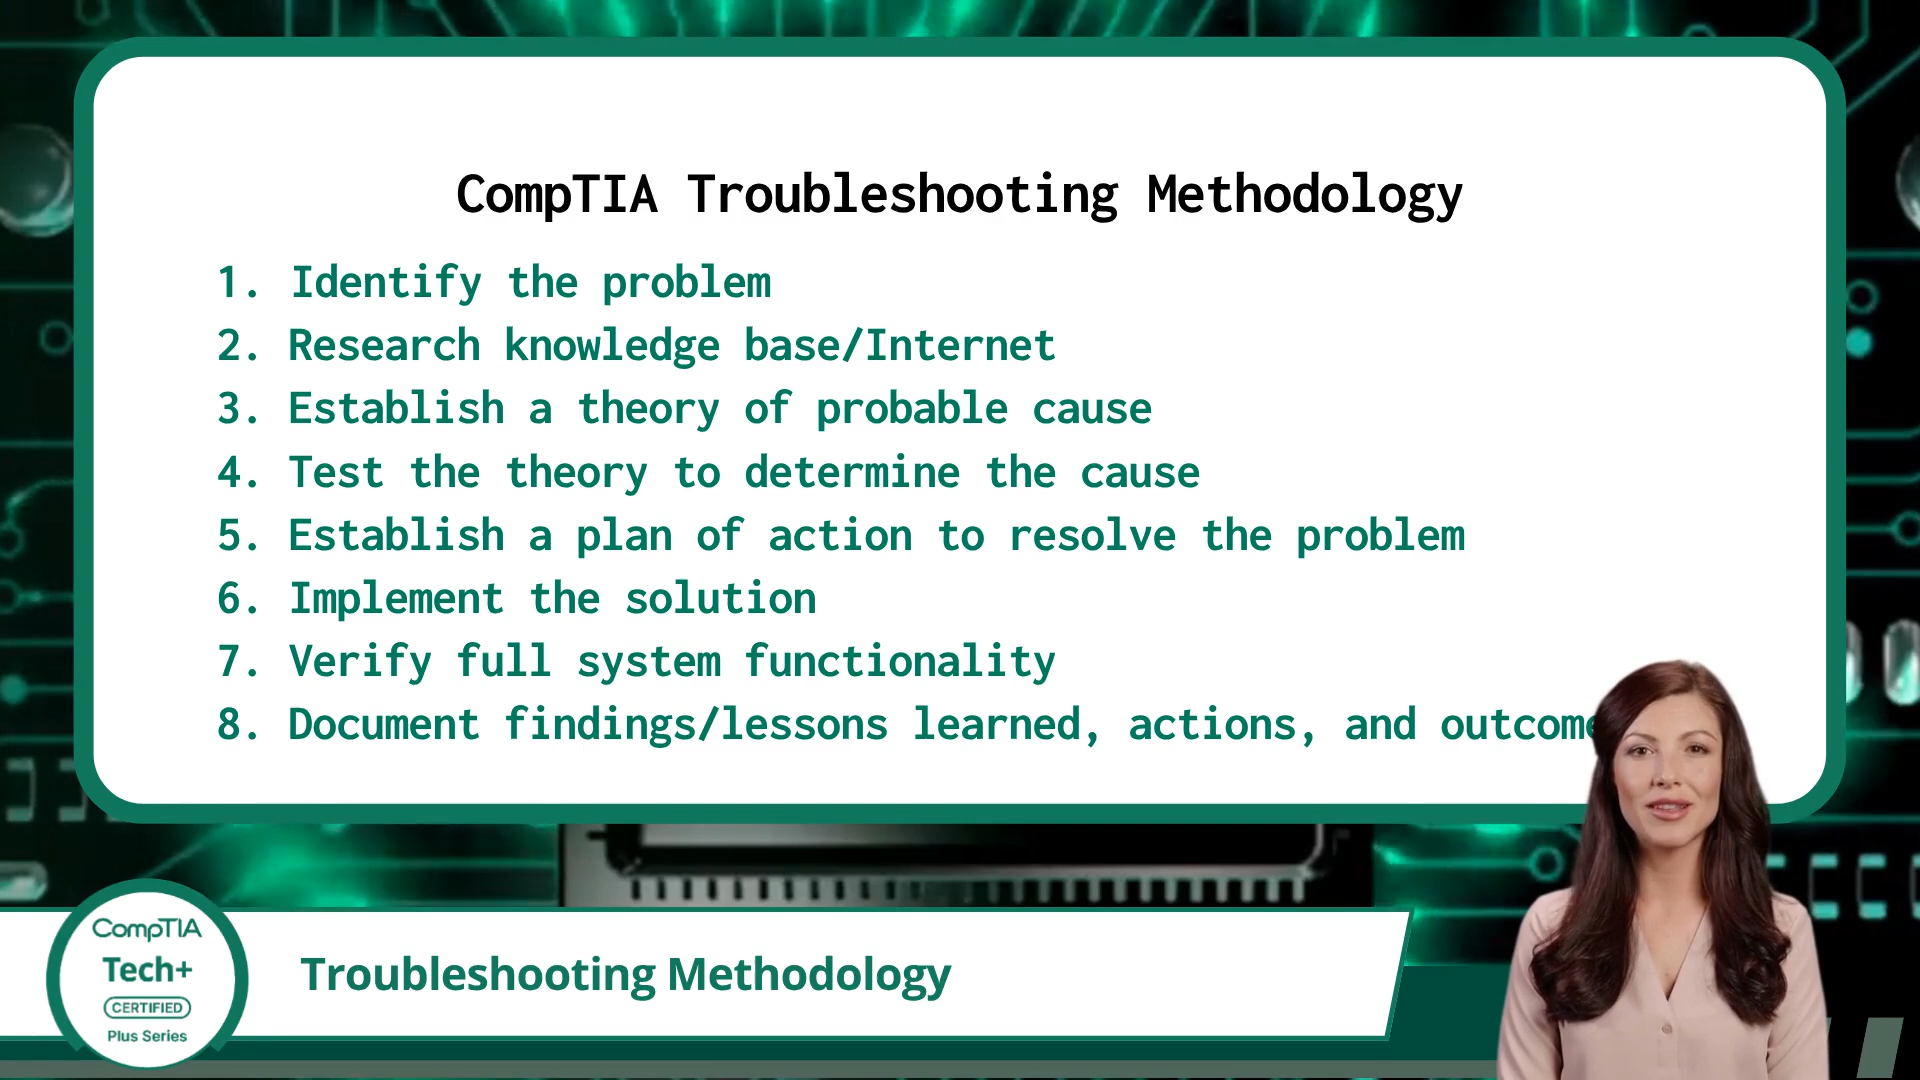 CompTIA Troubleshooting Methodology
1. Identify the problem
2. Research knowledge base/Internet
3. Establish a theory of probable cause
4. Test the theory to determine the cause
5. Establish a plan of action to resolve the problem
6. Implement the solution
7. Verify full system functionality
8. Document findings/lessons learned, actions, and outcome
CompTIA
Tech+
CERTIFIED
Plus Series
Troubleshooting Methodology